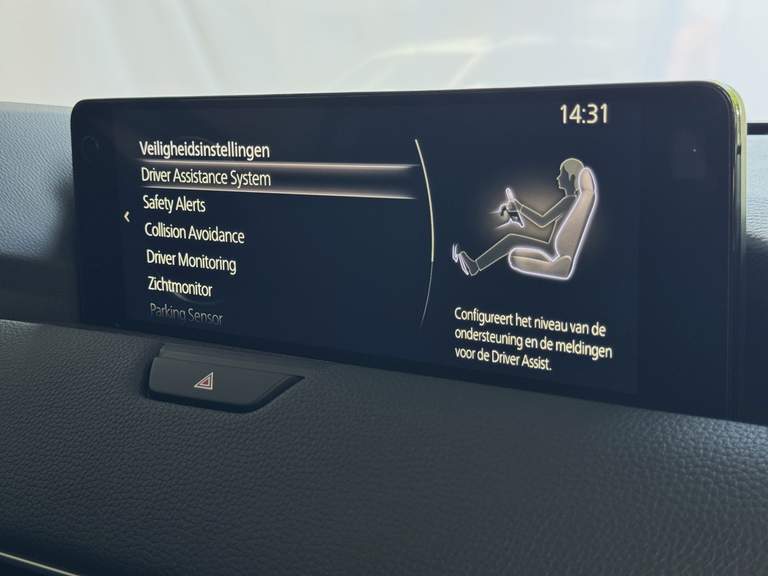 14:31
Veiligheidsinstellingen
Driver Assistance System
Safety Alerts
Collision Avoidance
Driver Monitoring
Zichtmonitor
Parking Sensor
Configureert het niveau van de
ondersteuning en de meldingen
voor de Driver Assist.